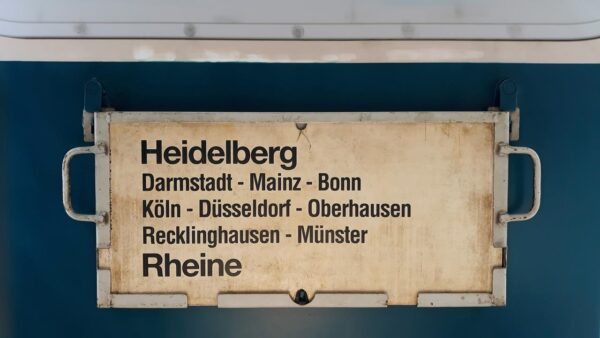 Heidelberg
Darmstadt - Mainz - Bonn
Köln - Düsseldorf - Oberhausen
Recklinghausen - Münster
Rheine